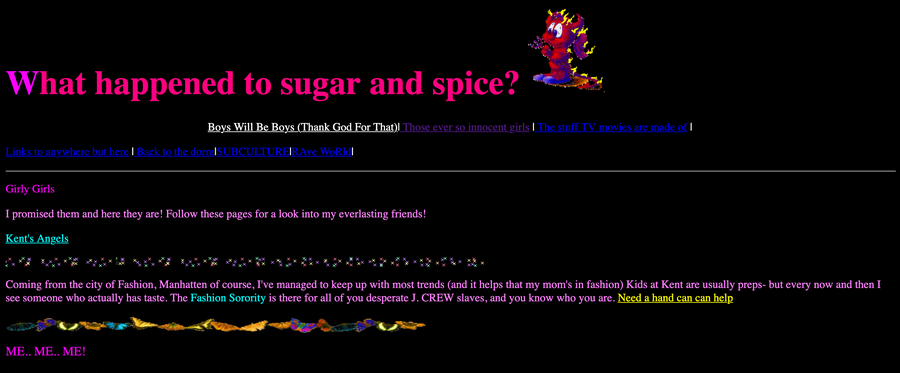 What happened to sugar and spice?
Boys Will Be Boys (Thank God For That)| Those ever so innocent girls | The stuff TV movies are made of |
Links to anywhere but here | Back to the dorm|SUBCULTURE|RAve WoRld|
Girly Girls
I promised them and here they are! Follow these pages for a look into my everlasting friends!
Kent's Angels
Coming from the city of Fashion, Manhatten of course, I've managed to keep up with most trends (and it helps that my mom's in fashion) Kids at Kent are usually preps- but every now and then I
see someone who actually has taste. The Fashion Sorority is there for all of you desperate J. CREW slaves, and you know who you are. Need a hand can can help
ME.. ME.. ME!